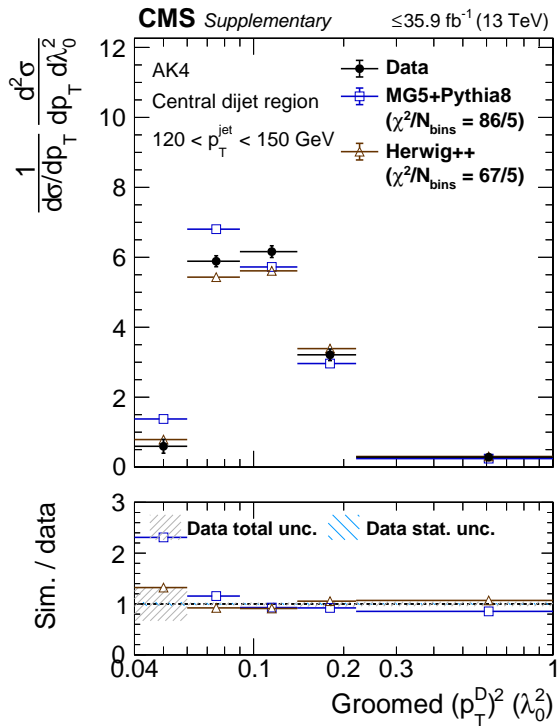 CMS Supplementary ≤35.9 fb⁻¹ (13 TeV)
1/(dσ/dp_T) d²σ/(dp_T dλ₀²)
AK4
Central dijet region
120 < p_T^jet < 150 GeV
Data
MG5+Pythia8
(χ²/N_bins = 86/5)
Herwig++
(χ²/N_bins = 67/5)
12
10
8
6
4
2
0
Sim. / data
Data total unc. Data stat. unc.
3
2
1
0
0.04 0.1 0.2 0.3 1
Groomed (p_T^D)² (λ₀²)